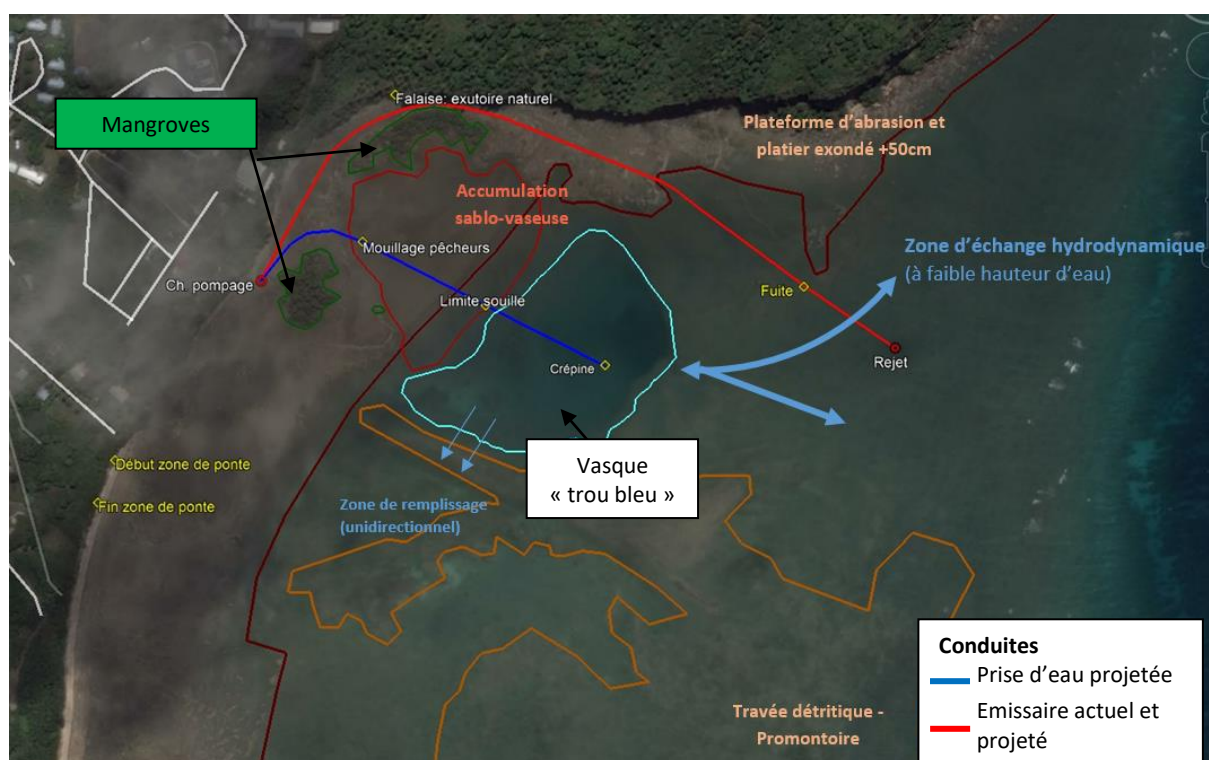 Falaise: exutoire naturel
Mangroves
Plateforme d'abrasion et
platier exondé +50cm
Accumulation
sablo-vaseuse
Mouillage pêcheurs
Zone d'échange hydrodynamique
(à faible hauteur d'eau)
Ch. pompage
Fuite
Limite souille
Rejet
Crêpine
Début zone de ponte
Vasque
« trou bleu »
Fin zone de ponte
Zone de remplissage
(unidirectionnel)
Conduites
Prise d'eau projetée
Emissaire actuel et
projeté
Travée détritique -
Promontoire